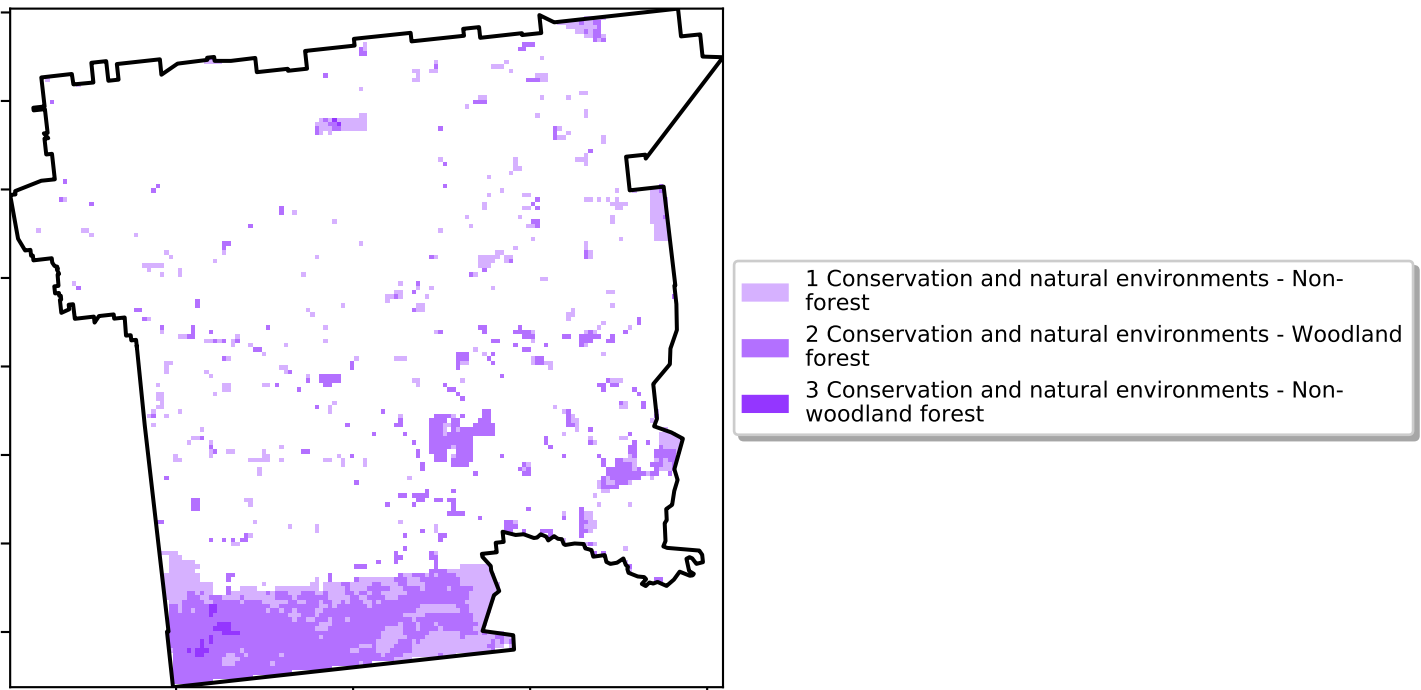 1 Conservation and natural environments - Non-
forest
2 Conservation and natural environments - Woodland
forest
3 Conservation and natural environments - Non-
woodland forest